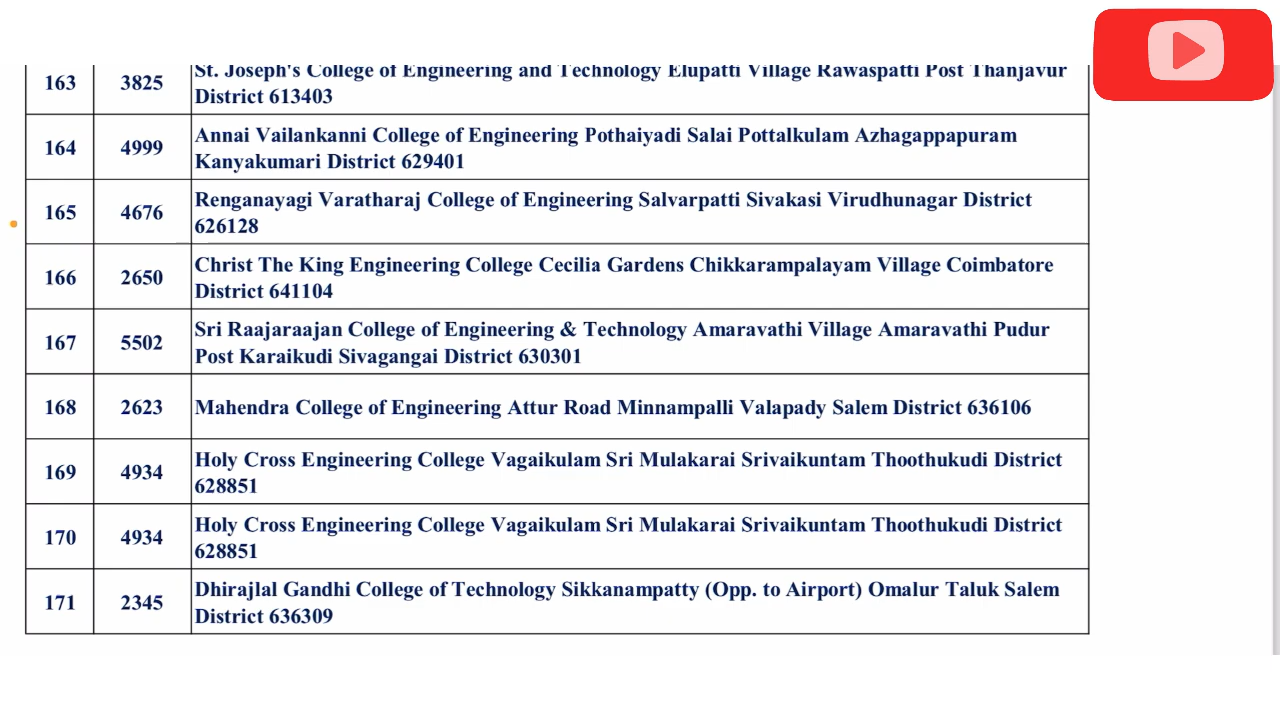 163 3825 St. Joseph's College of Engineering and Technology Elupatti Village Rawaspatti Post Thanjavur
District 613403
164 4999 Annai Vailankanni College of Engineering Pothaiyadi Salai Pottalkulam Azhagappapuram
Kanyakumari District 629401
165 4676 Renganayagi Varatharaj College of Engineering Salvarpatti Sivakasi Virudhunagar District
626128
166 2650 Christ The King Engineering College Cecilia Gardens Chikkarampalayam Village Coimbatore
District 641104
167 5502 Sri Raajaraajan College of Engineering & Technology Amaravathi Village Amaravathi Pudur
Post Karaikudi Sivagangai District 630301
168 2623 Mahendra College of Engineering Attur Road Minnampalli Valapady Salem District 636106
169 4934 Holy Cross Engineering College Vagaikulam Sri Mulakarai Srivaikuntam Thoothukudi District
628851
170 4934 Holy Cross Engineering College Vagaikulam Sri Mulakarai Srivaikuntam Thoothukudi District
628851
171 2345 Dhirajlal Gandhi College of Technology Sikkanampatty (Opp. to Airport) Omalur Taluk Salem
District 636309